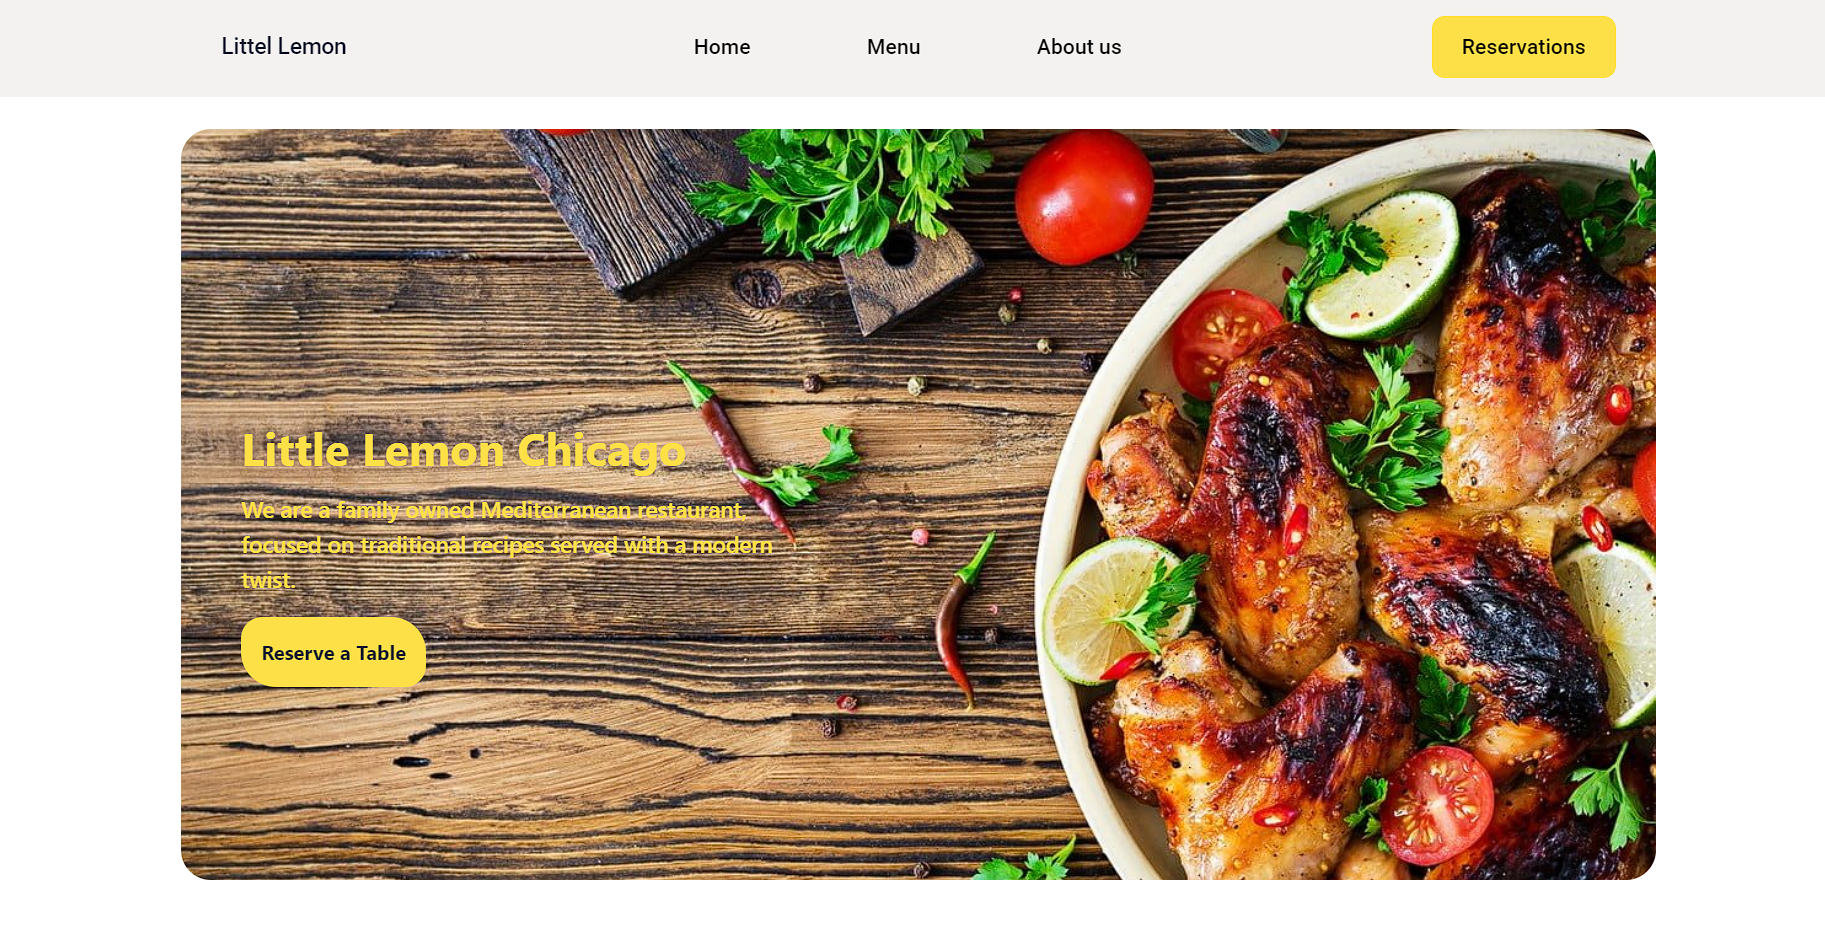 Littel Lemon Home Menu About us Reservations
Little Lemon Chicago
We are a family owned Mediterranean restaurant,
focused on traditional recipes served with a modern
twist.
Reserve a Table